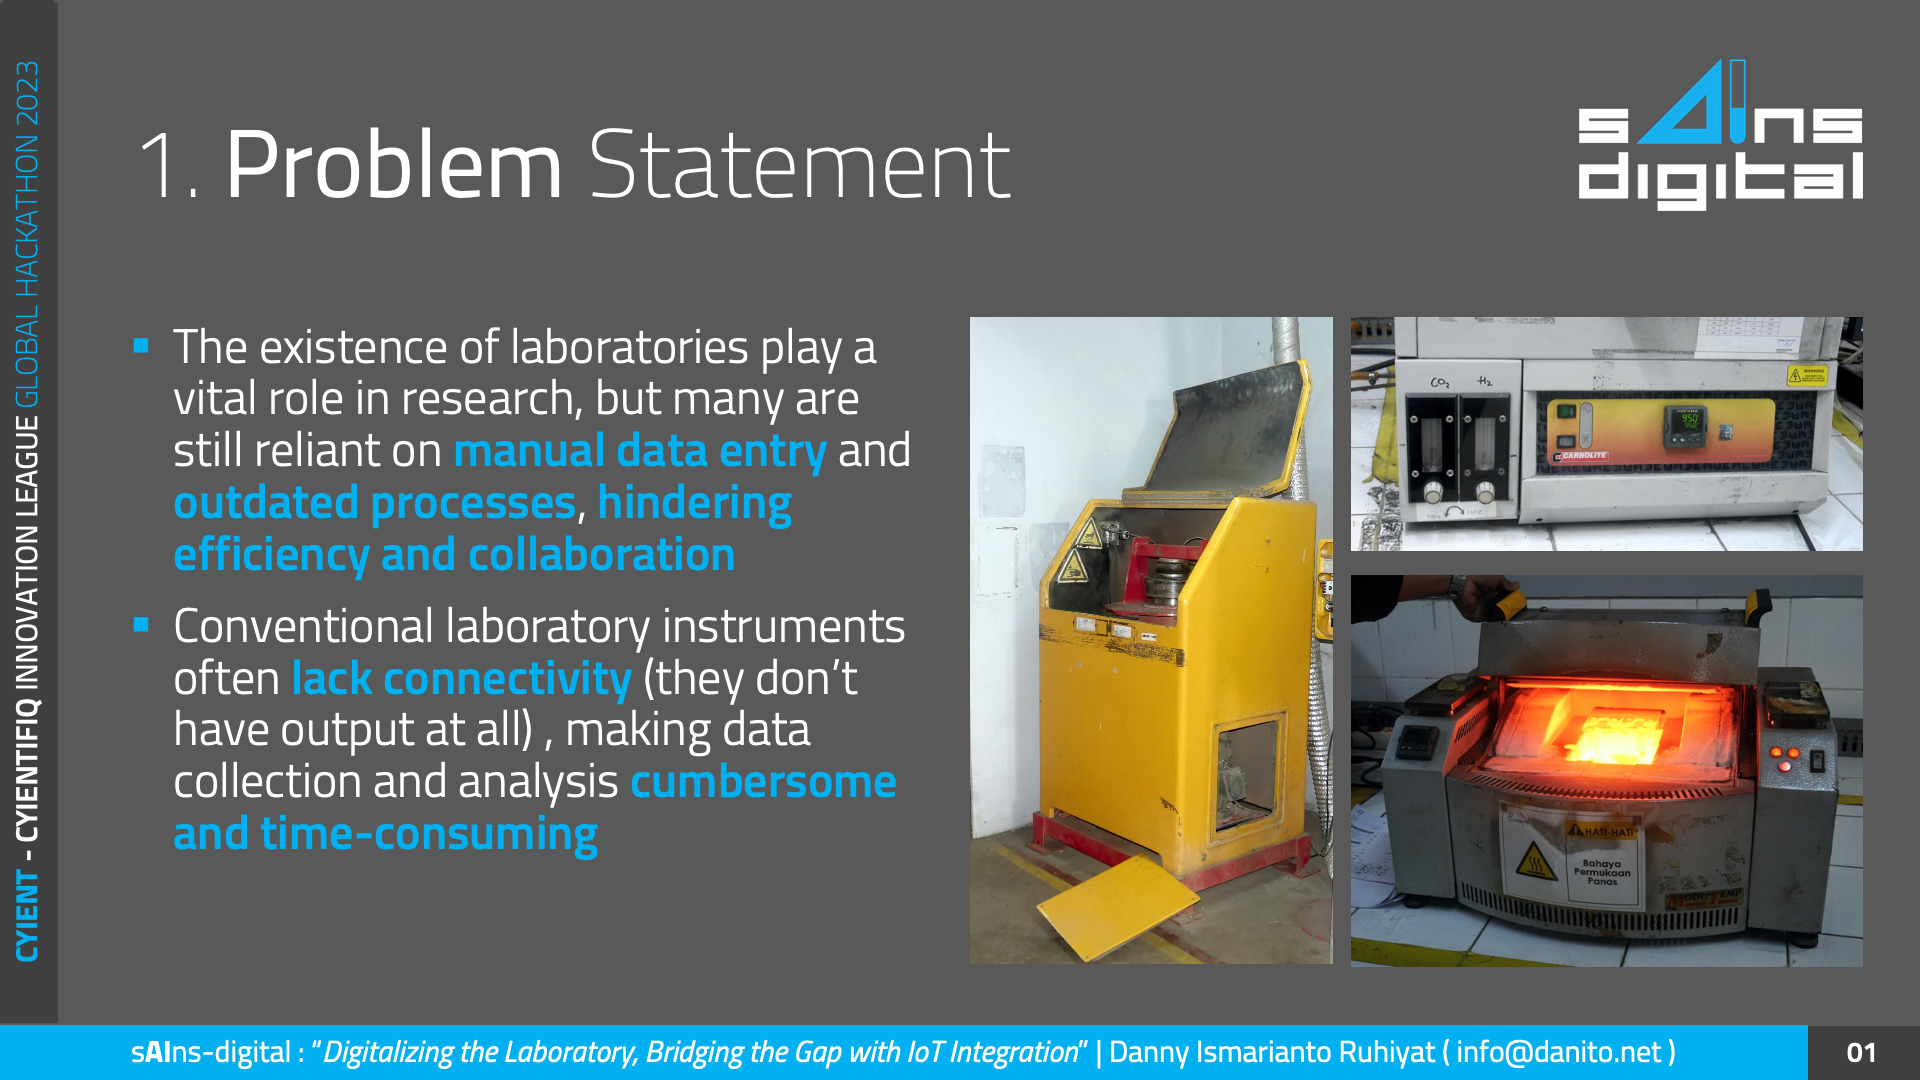 CYIENT - CYIENTIFIQ INNOVATION LEAGUE GLOBAL HACKATHON 2023
1. Problem Statement
sAIns
digital
The existence of laboratories play a
vital role in research, but many are
still reliant on manual data entry and
outdated processes, hindering
efficiency and collaboration
Conventional laboratory instruments
often lack connectivity (they don’t
have output at all) , making data
collection and analysis cumbersome
and time-consuming
CO₂ H₂
WARNING
950
950
CARBOLITE
HATI-HATI
Bahaya
Permukaan
Panas
sAIns-digital : “Digitalizing the Laboratory, Bridging the Gap with IoT Integration” | Danny Ismarianto Ruhiyat ( info@danito.net )
01